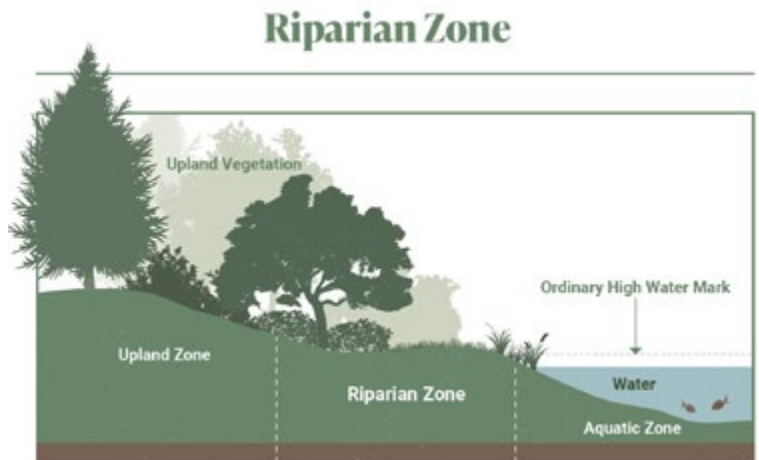 Riparian Zone
Upland Vegetation
Ordinary High Water Mark
Upland Zone
Riparian Zone
Water
Aquatic Zone